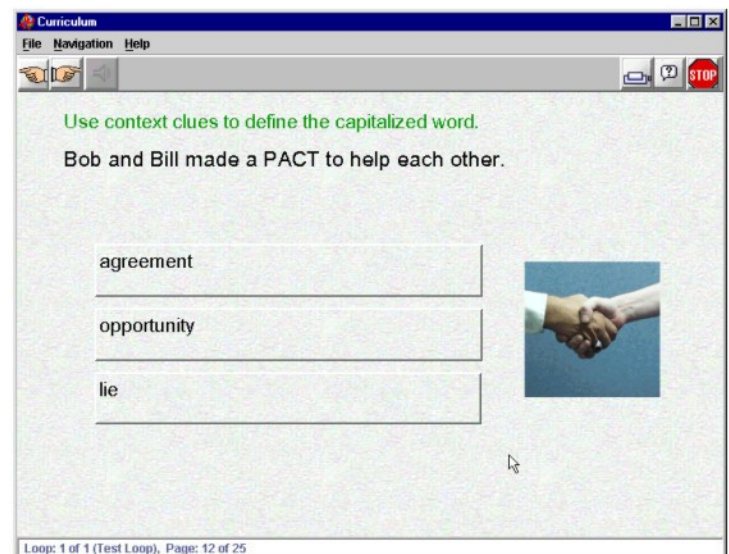 Curriculum
File Navigation Help
STOP
Use context clues to define the capitalized word.
Bob and Bill made a PACT to help each other.
agreement
opportunity
lie
Loop: 1 of 1 (Test Loop), Page: 12 of 25